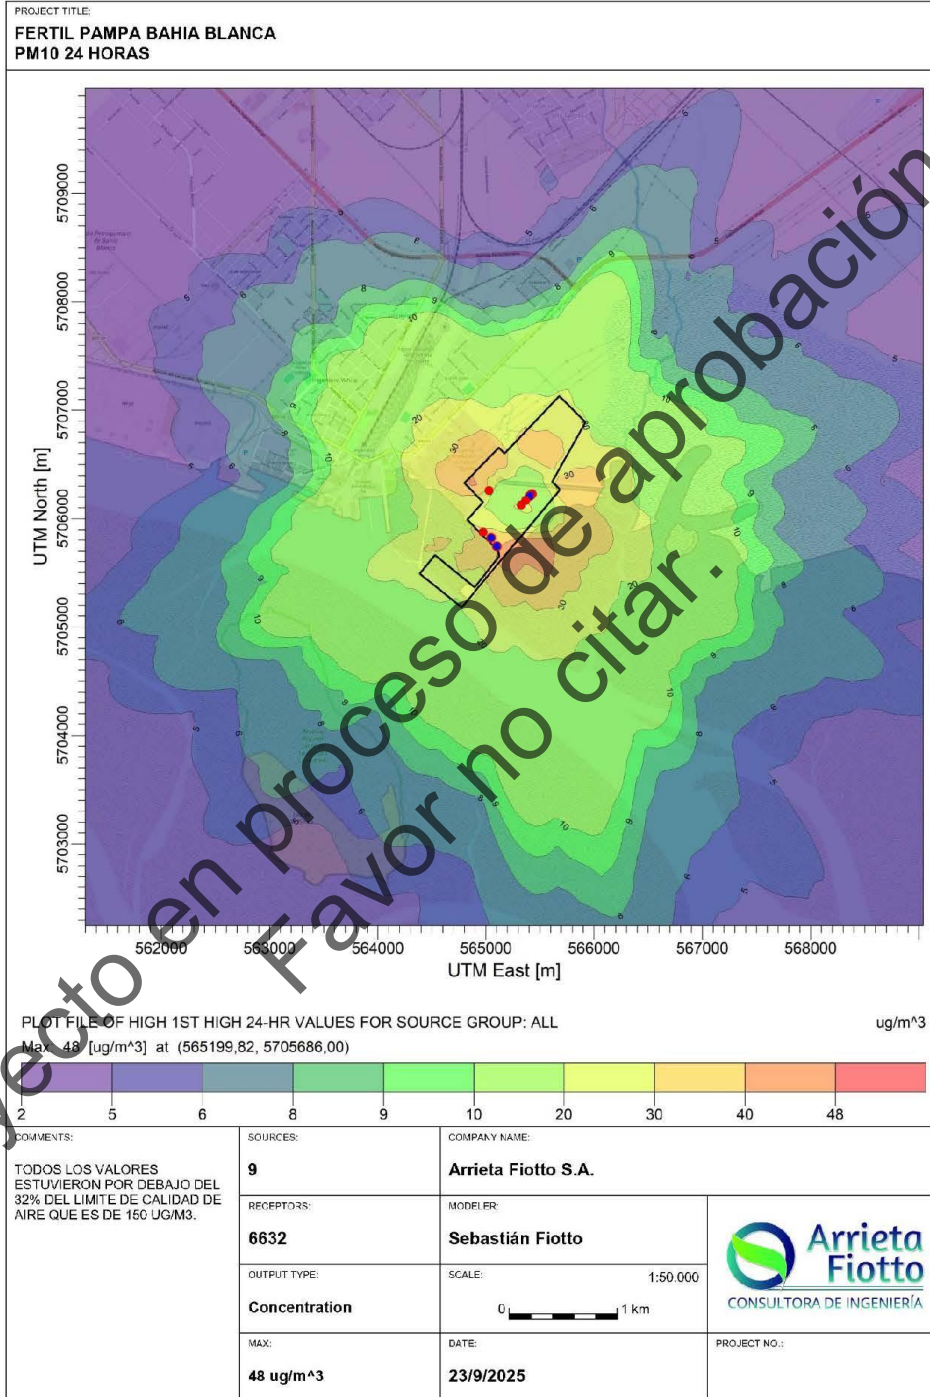 PROJECT TITLE:
FERTIL PAMPA BAHIA BLANCA
PM10 24 HORAS
UTM North [m]
5709000
5708000
5707000
5706000
5705000
5704000
5703000
562000 563000 564000 565000 566000 567000 568000
UTM East [m]
yecto en proceso de aprobación
Favor no citar.
PLOT FILE OF HIGH 1ST HIGH 24-HR VALUES FOR SOURCE GROUP: ALL
ug/m^3
Max: 48 [ug/m^3] at (565199,82, 5705686,00)
2 5 6 8 9 10 20 30 40 48
COMMENTS:
TODOS LOS VALORES
ESTUVIERON POR DEBAJO DEL
32% DEL LIMITE DE CALIDAD DE
AIRE QUE ES DE 150 UG/M3.
SOURCES:
9
COMPANY NAME:
Arrieta Fiotto S.A.
RECEPTORS:
6632
MODELER:
Sebastián Fiotto
OUTPUT TYPE:
Concentration
SCALE:
1:50.000
0 1 km
MAX:
48 ug/m^3
DATE:
23/9/2025
Arrieta
Fiotto
CONSULTORA DE INGENIERÍA
PROJECT NO.: